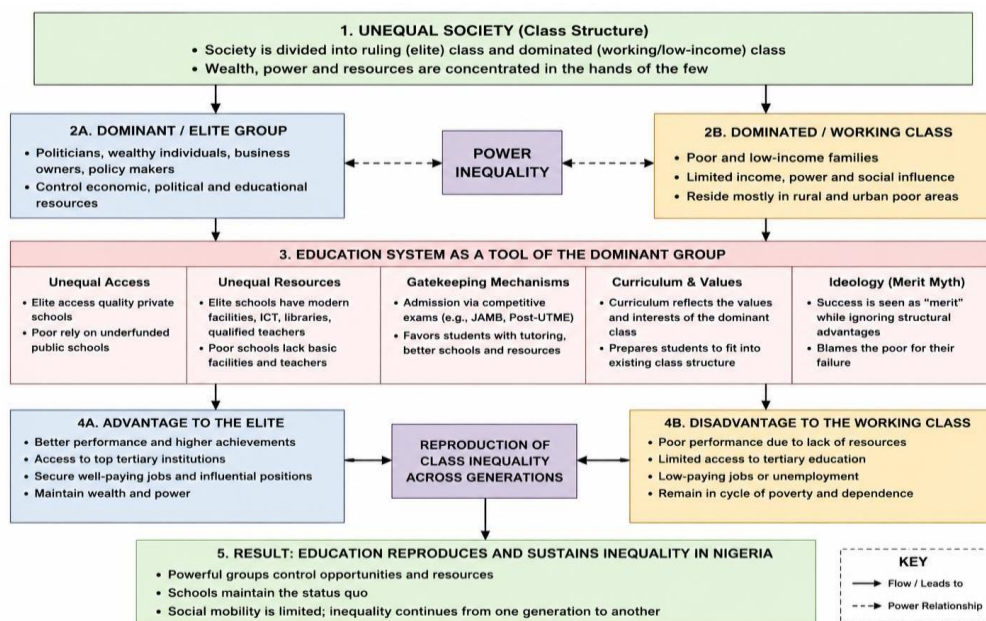 1. UNEQUAL SOCIETY (Class Structure)
• Society is divided into ruling (elite) class and dominated (working/low-income) class
• Wealth, power and resources are concentrated in the hands of the few
2A. DOMINANT / ELITE GROUP
• Politicians, wealthy individuals, business
owners, policy makers
• Control economic, political and educational
resources
POWER
INEQUALITY
2B. DOMINATED / WORKING CLASS
• Poor and low-income families
• Limited income, power and social influence
• Reside mostly in rural and urban poor areas
3. EDUCATION SYSTEM AS A TOOL OF THE DOMINANT GROUP
Unequal Access
• Elite access quality private
schools
• Poor rely on underfunded
public schools
Unequal Resources
• Elite schools have modern
facilities, ICT, libraries,
qualified teachers
• Poor schools lack basic
facilities and teachers
Gatekeeping Mechanisms
• Admission via competitive
exams (e.g., JAMB, Post-UTME)
• Favors students with tutoring,
better schools and resources
Curriculum & Values
• Curriculum reflects the values
and interests of the dominant
class
• Prepares students to fit into
existing class structure
Ideology (Merit Myth)
• Success is seen as "merit"
while ignoring structural
advantages
• Blames the poor for their
failure
4A. ADVANTAGE TO THE ELITE
• Better performance and higher achievements
• Access to top tertiary institutions
• Secure well-paying jobs and influential positions
• Maintain wealth and power
REPRODUCTION OF
CLASS INEQUALITY
ACROSS GENERATIONS
4B. DISADVANTAGE TO THE WORKING CLASS
• Poor performance due to lack of resources
• Limited access to tertiary education
• Low-paying jobs or unemployment
• Remain in cycle of poverty and dependence
5. RESULT: EDUCATION REPRODUCES AND SUSTAINS INEQUALITY IN NIGERIA
• Powerful groups control opportunities and resources
• Schools maintain the status quo
• Social mobility is limited; inequality continues from one generation to another
KEY
Flow / Leads to
Power Relationship